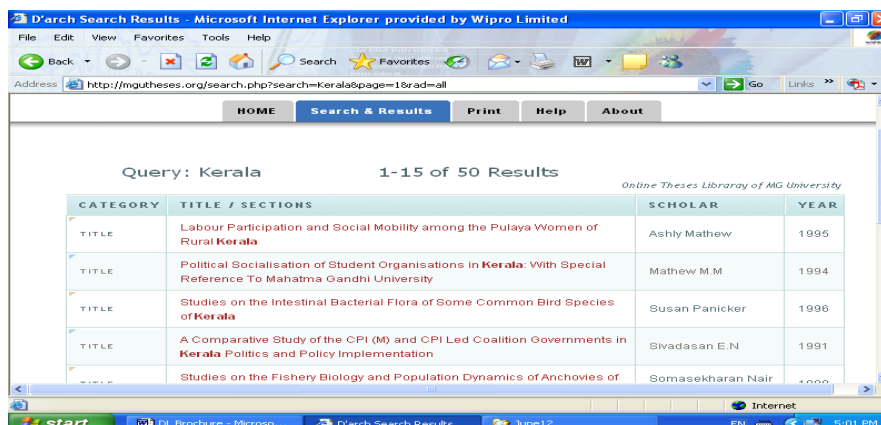 D'arch Search Results - Microsoft Internet Explorer provided by Wipro Limited
File Edit View Favorites Tools Help
Back Search Favorites
Address http://mgutheses.org/search.php?search=Kerala&page=1&rad=all Go Links »
HOME Search & Results Print Help About
Query: Kerala 1-15 of 50 Results
Online Theses Libraray of MG University
CATEGORY TITLE / SECTIONS SCHOLAR YEAR
TITLE Labour Participation and Social Mobility among the Pulaya Women of
Rural Kerala Ashly Mathew 1995
TITLE Political Socialisation of Student Organisations in Kerala: With Special
Reference To Mahatma Gandhi University Mathew M.M 1994
TITLE Studies on the Intestinal Bacterial Flora of Some Common Bird Species
of Kerala Susan Panicker 1996
TITLE A Comparative Study of the CPI (M) and CPI Led Coalition Governments in
Kerala Politics and Policy Implementation Sivadasan E.N 1991
Studies on the Fishery Biology and Population Dynamics of Anchovies of Somasekharan Nair
Internet
start DL Brochure - Microso... D'arch Search Results... June12 EN 5:01 PM